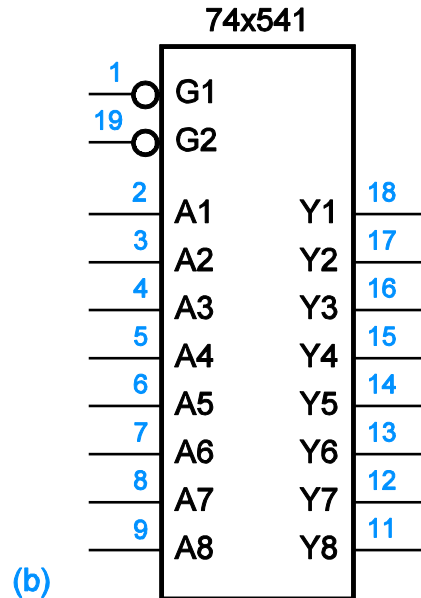 74x541
1 G1
19 G2
2 A1 Y1 18
3 A2 Y2 17
4 A3 Y3 16
5 A4 Y4 15
6 A5 Y5 14
7 A6 Y6 13
8 A7 Y7 12
9 A8 Y8 11
(b)